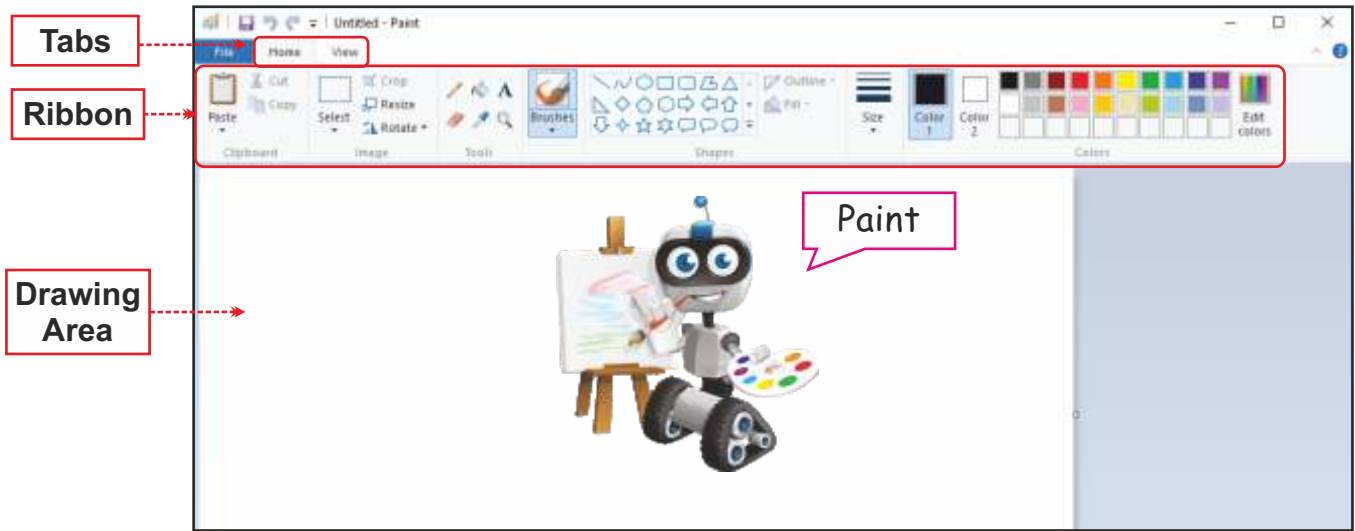 Untitled - Paint
Tabs
File Home View
Ribbon
Paste
Cut
Copy
Clipboard
Select
Crop
Resize
Rotate
Image
A
Tools
Brushes
Outline
Fill
Shapes
Size
Color
1
Color
2
Edit
colors
Colors
Paint
Drawing
Area